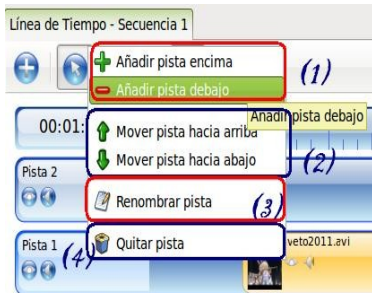 Línea de Tiempo - Secuencia 1
Añadir pista encima
(1)
Añadir pista debajo
Añadir pista debajo
00:01:
Mover pista hacia arriba
(2)
Mover pista hacia abajo
Pista 2
Renombrar pista
(3)
Pista 1
(4)
Quitar pista
veto2011.avi